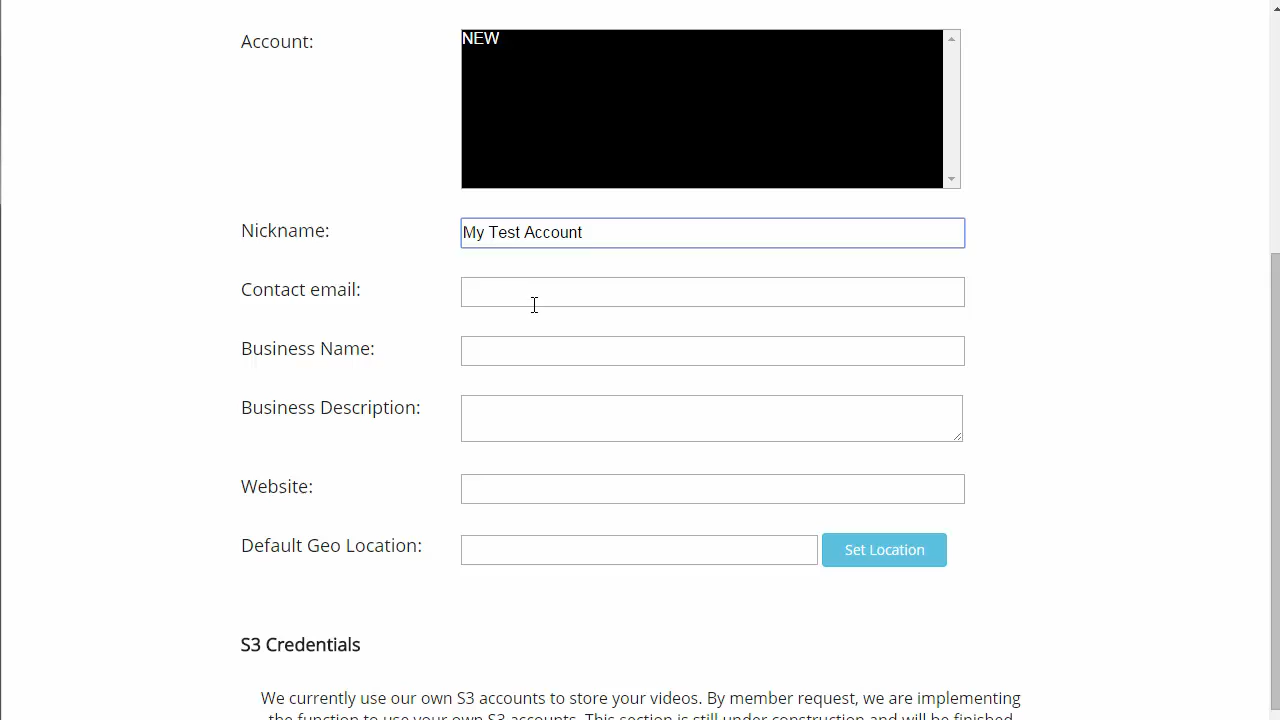 Account:
NEW
Nickname:
My Test Account
Contact email:
Business Name:
Business Description:
Website:
Default Geo Location:
Set Location
S3 Credentials
We currently use our own S3 accounts to store your videos. By member request, we are implementing
the function to use your own S3 accounts. This section is still under construction and will be finished